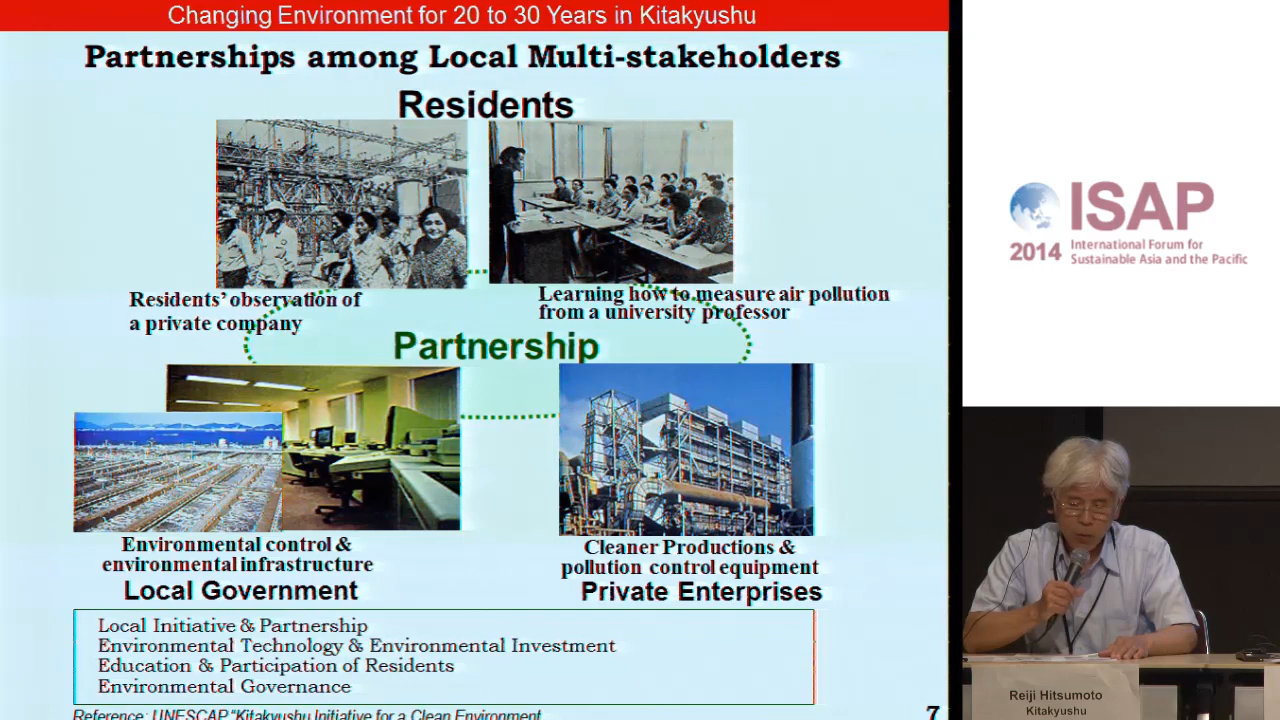 Changing Environment for 20 to 30 Years in Kitakyushu
Partnerships among Local Multi-stakeholders
Residents
Residents' observation of
a private company
Learning how to measure air pollution
from a university professor
Partnership
Environmental control &
environmental infrastructure
Local Government
Cleaner Productions &
pollution control equipment
Private Enterprises
Local Initiative & Partnership
Environmental Technology & Environmental Investment
Education & Participation of Residents
Environmental Governance
Reference: UNESCAP "Kitakyushu Initiative for a Clean Environment
7
ISAP
2014
International Forum for
Sustainable Asia and the Pacific
Reiji Hitsumoto
Kitakyushu